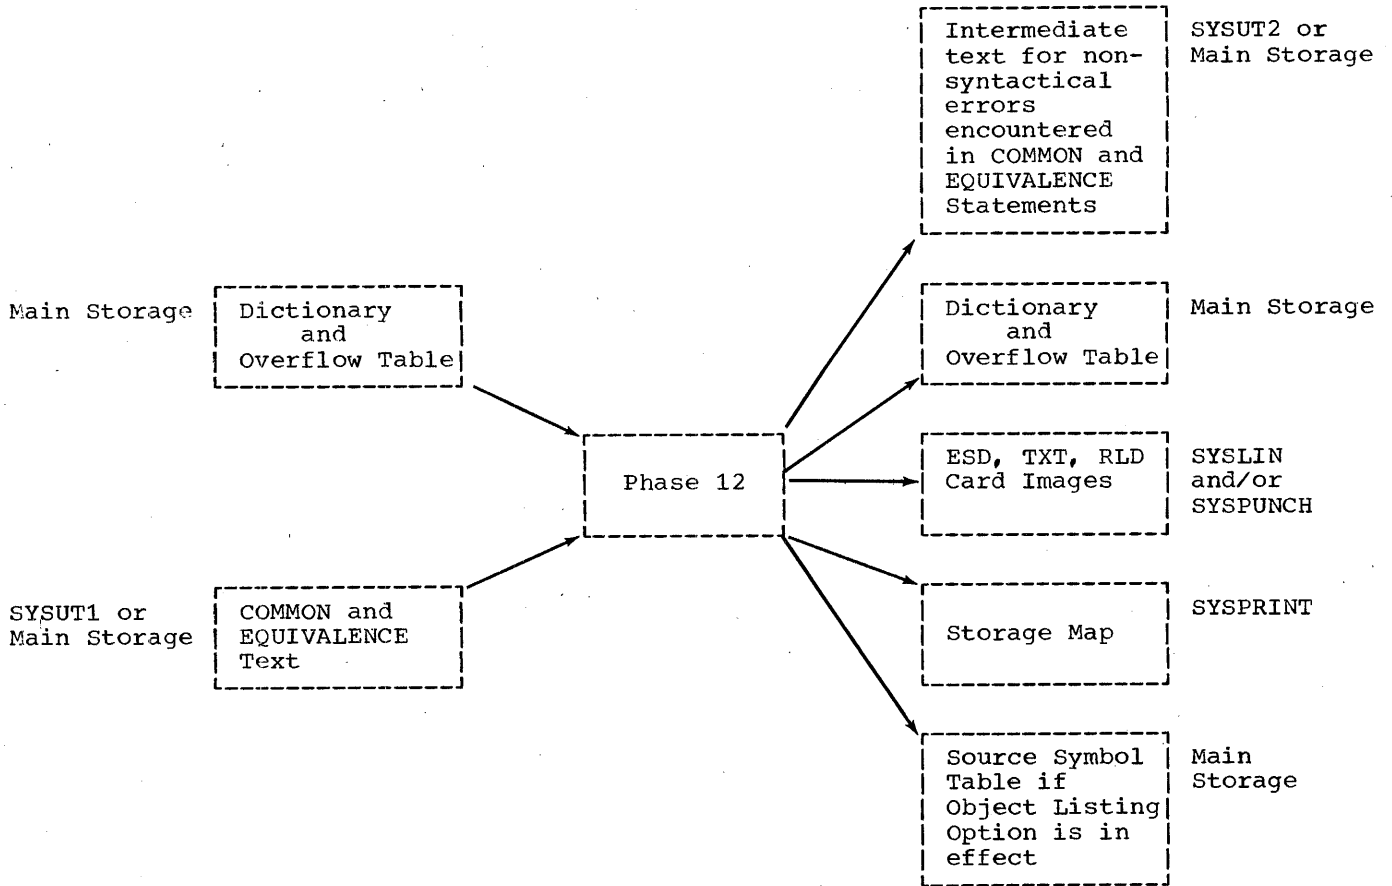 Main Storage
Dictionary
and
Overflow Table
SYSUT1 or
Main Storage
COMMON and
EQUIVALENCE
Text
Phase 12
Intermediate
text for non-
syntactical
errors
encountered
in COMMON and
EQUIVALENCE
Statements
SYSUT2 or
Main Storage
Dictionary
and
Overflow Table
Main Storage
ESD, TXT, RLD
Card Images
SYSLIN
and/or
SYSPUNCH
Storage Map
SYSPRINT
Source Symbol
Table if
Object Listing
Option is in
effect
Main
Storage